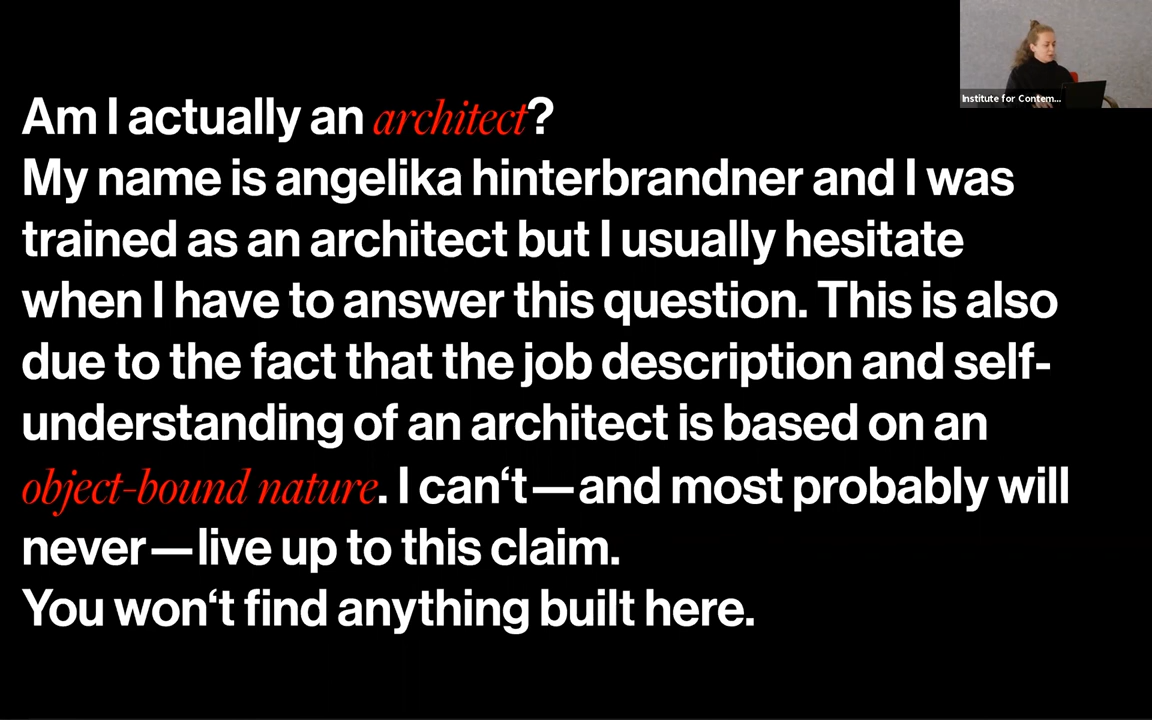 Am I actually an architect?
My name is angelika hinterbrandner and I was
trained as an architect but I usually hesitate
when I have to answer this question. This is also
due to the fact that the job description and self-
understanding of an architect is based on an
object-bound nature. I can‘t—and most probably will
never—live up to this claim.
You won‘t find anything built here.
Institute for Contem...